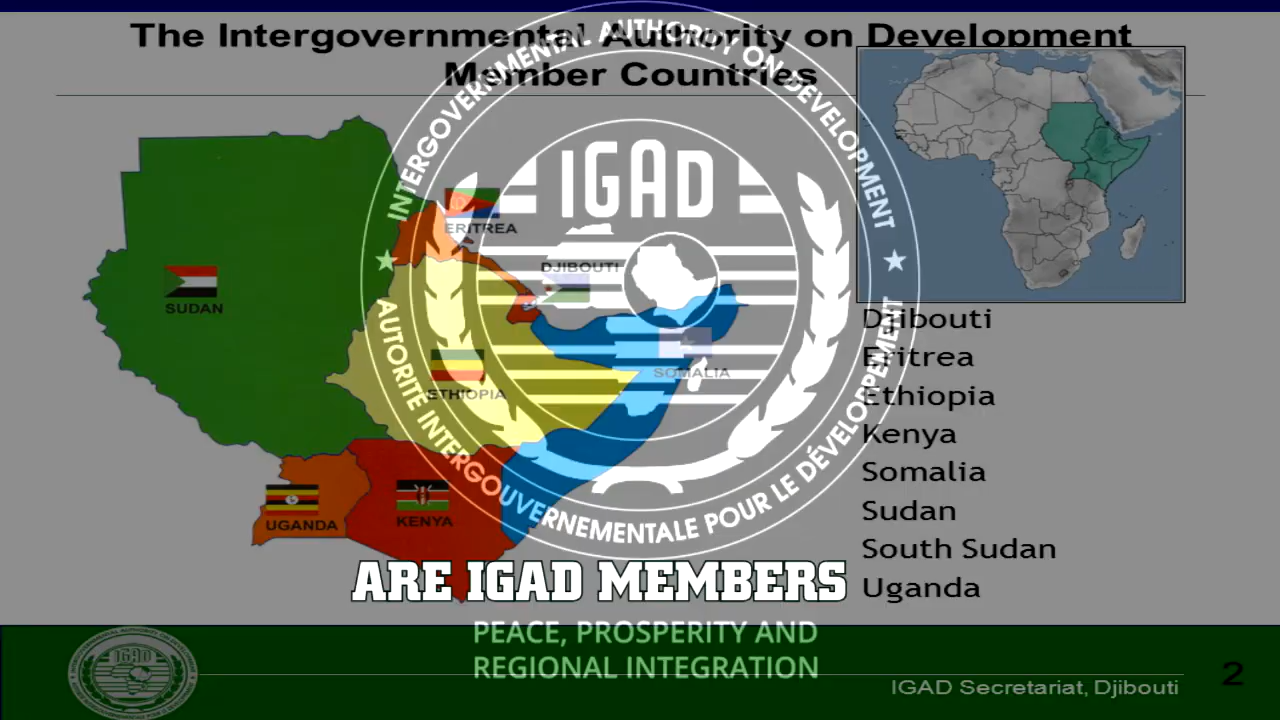 The Intergovernmental Authority on Development
Member Countries
INTERGOVERNMENTAL AUTHORITY ON DEVELOPMENT
IGAD
ERITREA
DJIBOUTI
SUDAN
SOMALIA
ETHIOPIA
UGANDA
KENYA
AUTORITÉ INTERGOUVERNEMENTALE POUR LE DÉVELOPPEMENT
Djibouti
Eritrea
Ethiopia
Kenya
Somalia
Sudan
South Sudan
Uganda
ARE IGAD MEMBERS
PEACE, PROSPERITY AND
REGIONAL INTEGRATION
IGAD
IGAD Secretariat, Djibouti
2